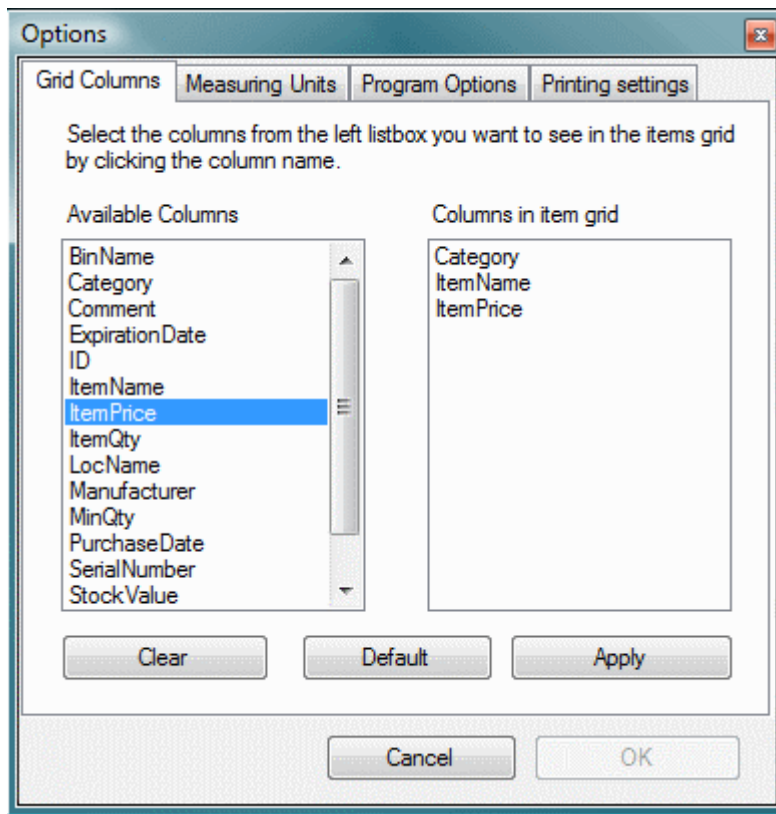 Options
Grid Columns
Measuring Units
Program Options
Printing settings
Select the columns from the left listbox you want to see in the items grid
by clicking the column name.
Available Columns
BinName
Category
Comment
ExpirationDate
ID
ItemName
ItemPrice
ItemQty
LocName
Manufacturer
MinQty
PurchaseDate
SerialNumber
StockValue
Columns in item grid
Category
ItemName
ItemPrice
Clear
Default
Apply
Cancel
OK